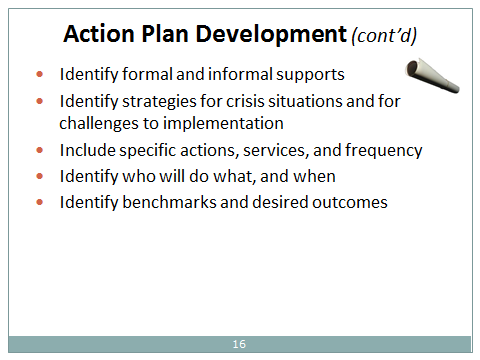 Action Plan Development (cont’d)
• Identify formal and informal supports
• Identify strategies for crisis situations and for
challenges to implementation
• Include specific actions, services, and frequency
• Identify who will do what, and when
• Identify benchmarks and desired outcomes
16